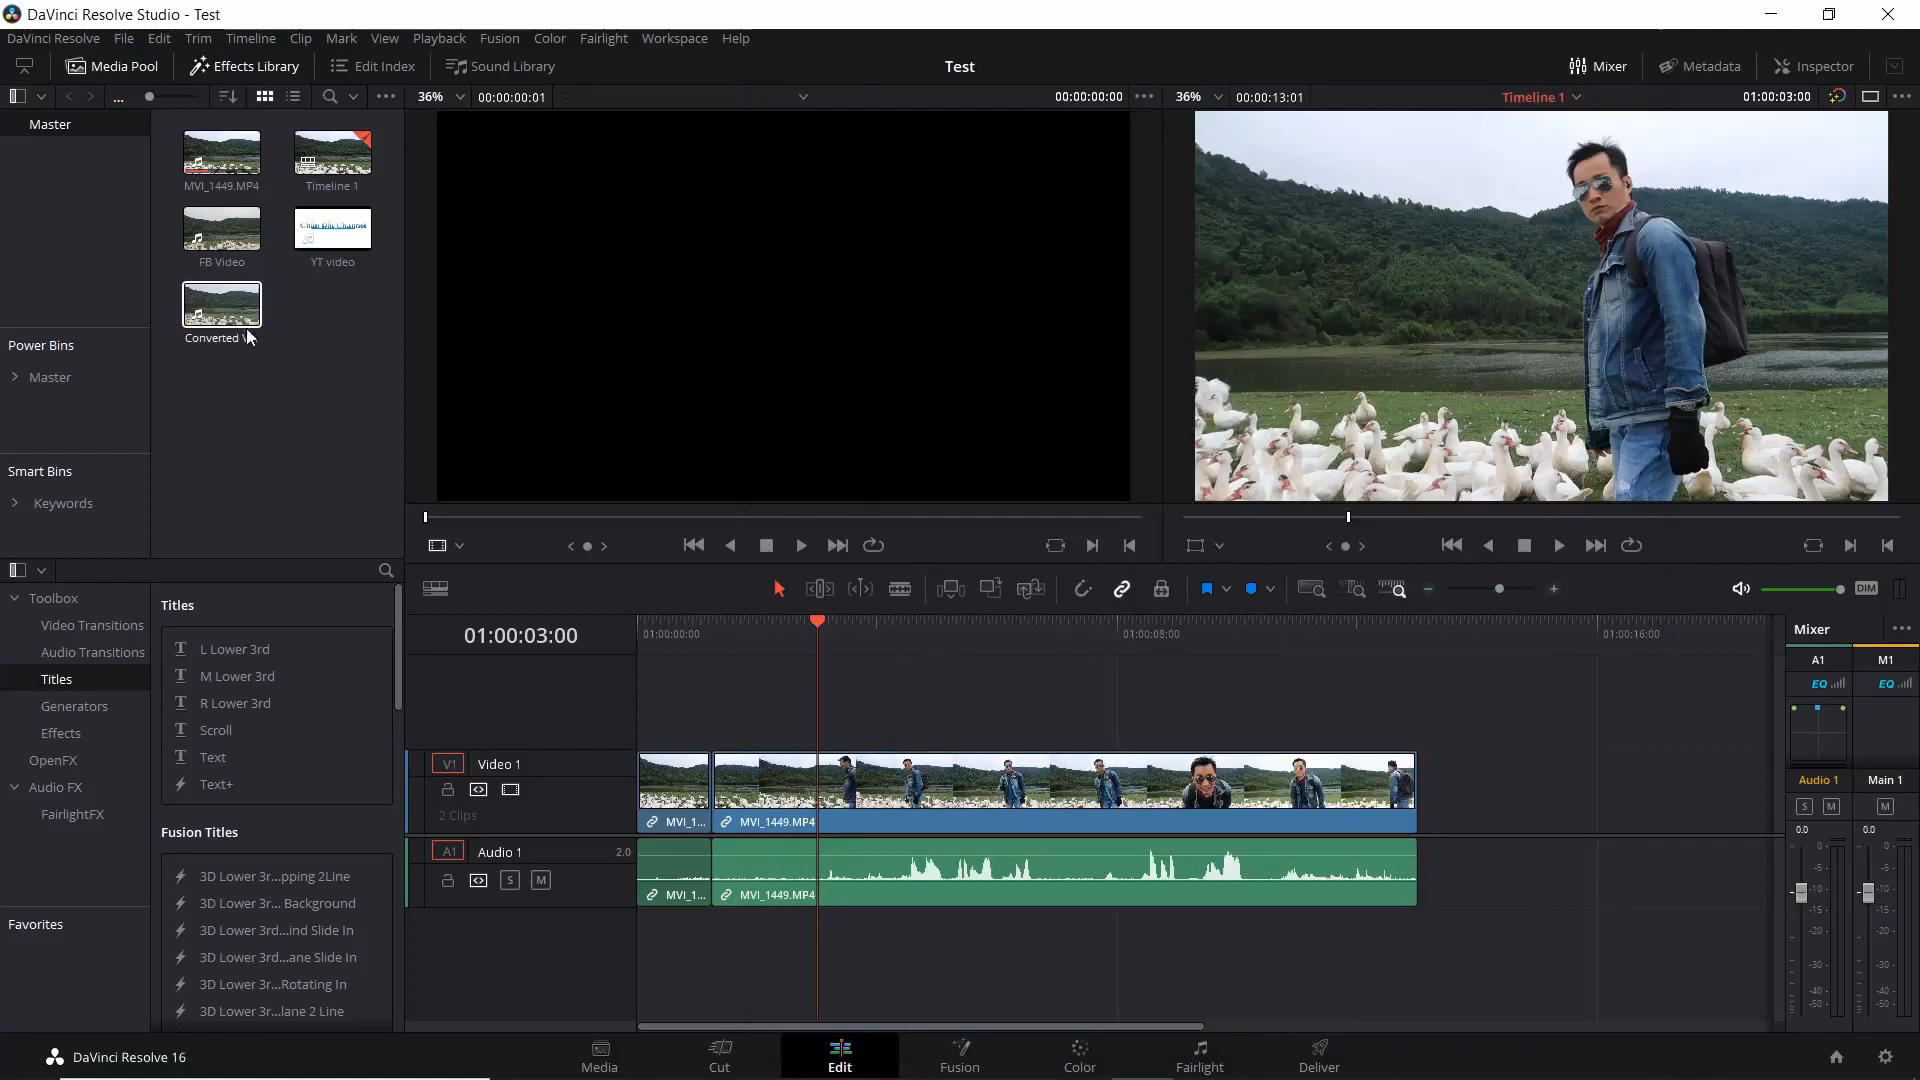 DaVinci Resolve Studio - Test
DaVinci Resolve File Edit Trim Timeline Clip Mark View Playback Fusion Color Fairlight Workspace Help
Media Pool Effects Library Edit Index Sound Library Test Mixer Metadata Inspector
... 36% 00:00:00:01 00:00:00:00 36% 00:00:13:01 Timeline 1 01:00:03:00
Master
MVI_1449.MP4 Timeline 1
Chân Đất Channel
FB Video YT video
Converted
Power Bins
Master
Smart Bins
Keywords
Toolbox
Video Transitions
Audio Transitions
Titles
Generators
Effects
OpenFX
Audio FX
FairlightFX
Favorites
Titles
L Lower 3rd
M Lower 3rd
R Lower 3rd
Scroll
Text
Text+
Fusion Titles
3D Lower 3r...pping 2Line
3D Lower 3r... Background
3D Lower 3rd...ind Slide In
3D Lower 3rd...ane Slide In
3D Lower 3r...Rotating In
3D Lower 3r...lane 2 Line
DIM
01:00:03:00 01:00:00:00 01:00:08:00 01:00:16:00
V1 Video 1
2 Clips
MVI_1... MVI_1449.MP4
A1 Audio 1 2.0
S M
MVI_1... MVI_1449.MP4
Mixer
A1 M1
EQ EQ
Audio 1 Main 1
S M M
0.0 0.0
0- 0-
-5- -5-
-10- -10-
-15- -15-
-20- -20-
-30- -30-
-40- -40-
-50- -50-
DaVinci Resolve 16
Media Cut Edit Fusion Color Fairlight Deliver